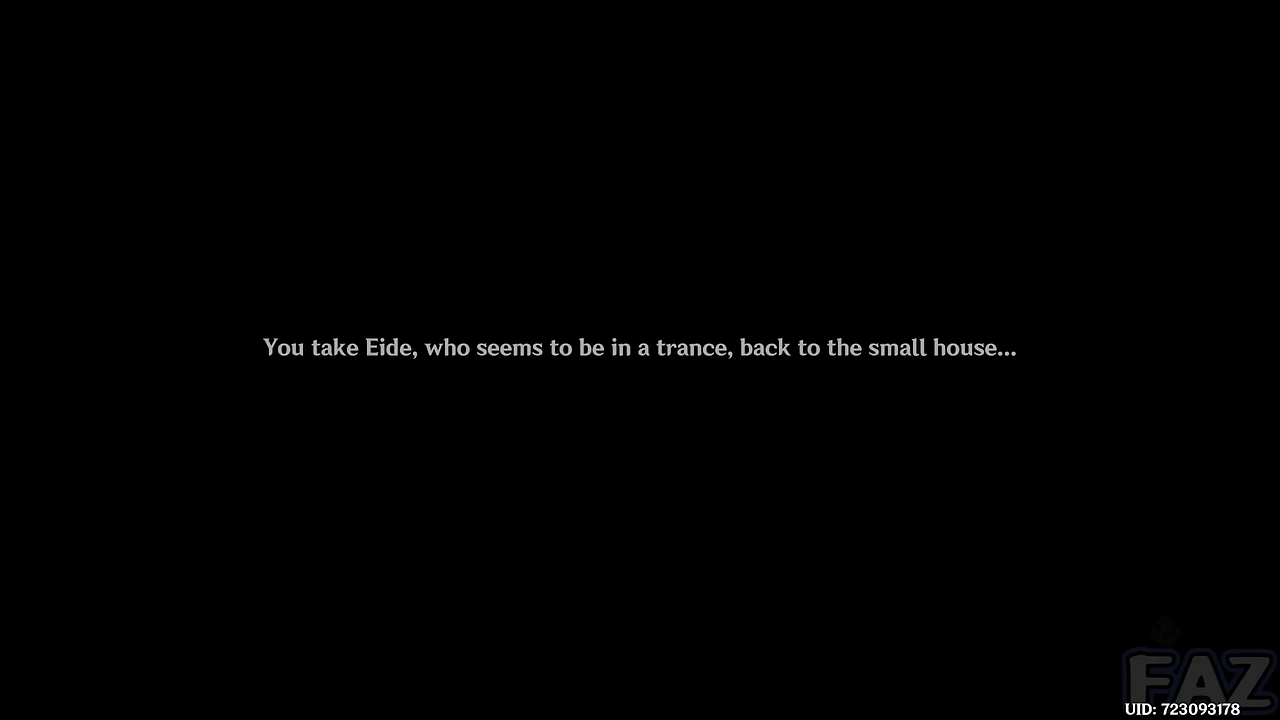 You take Eide, who seems to be in a trance, back to the small house...
FAZ
UID: 723093178